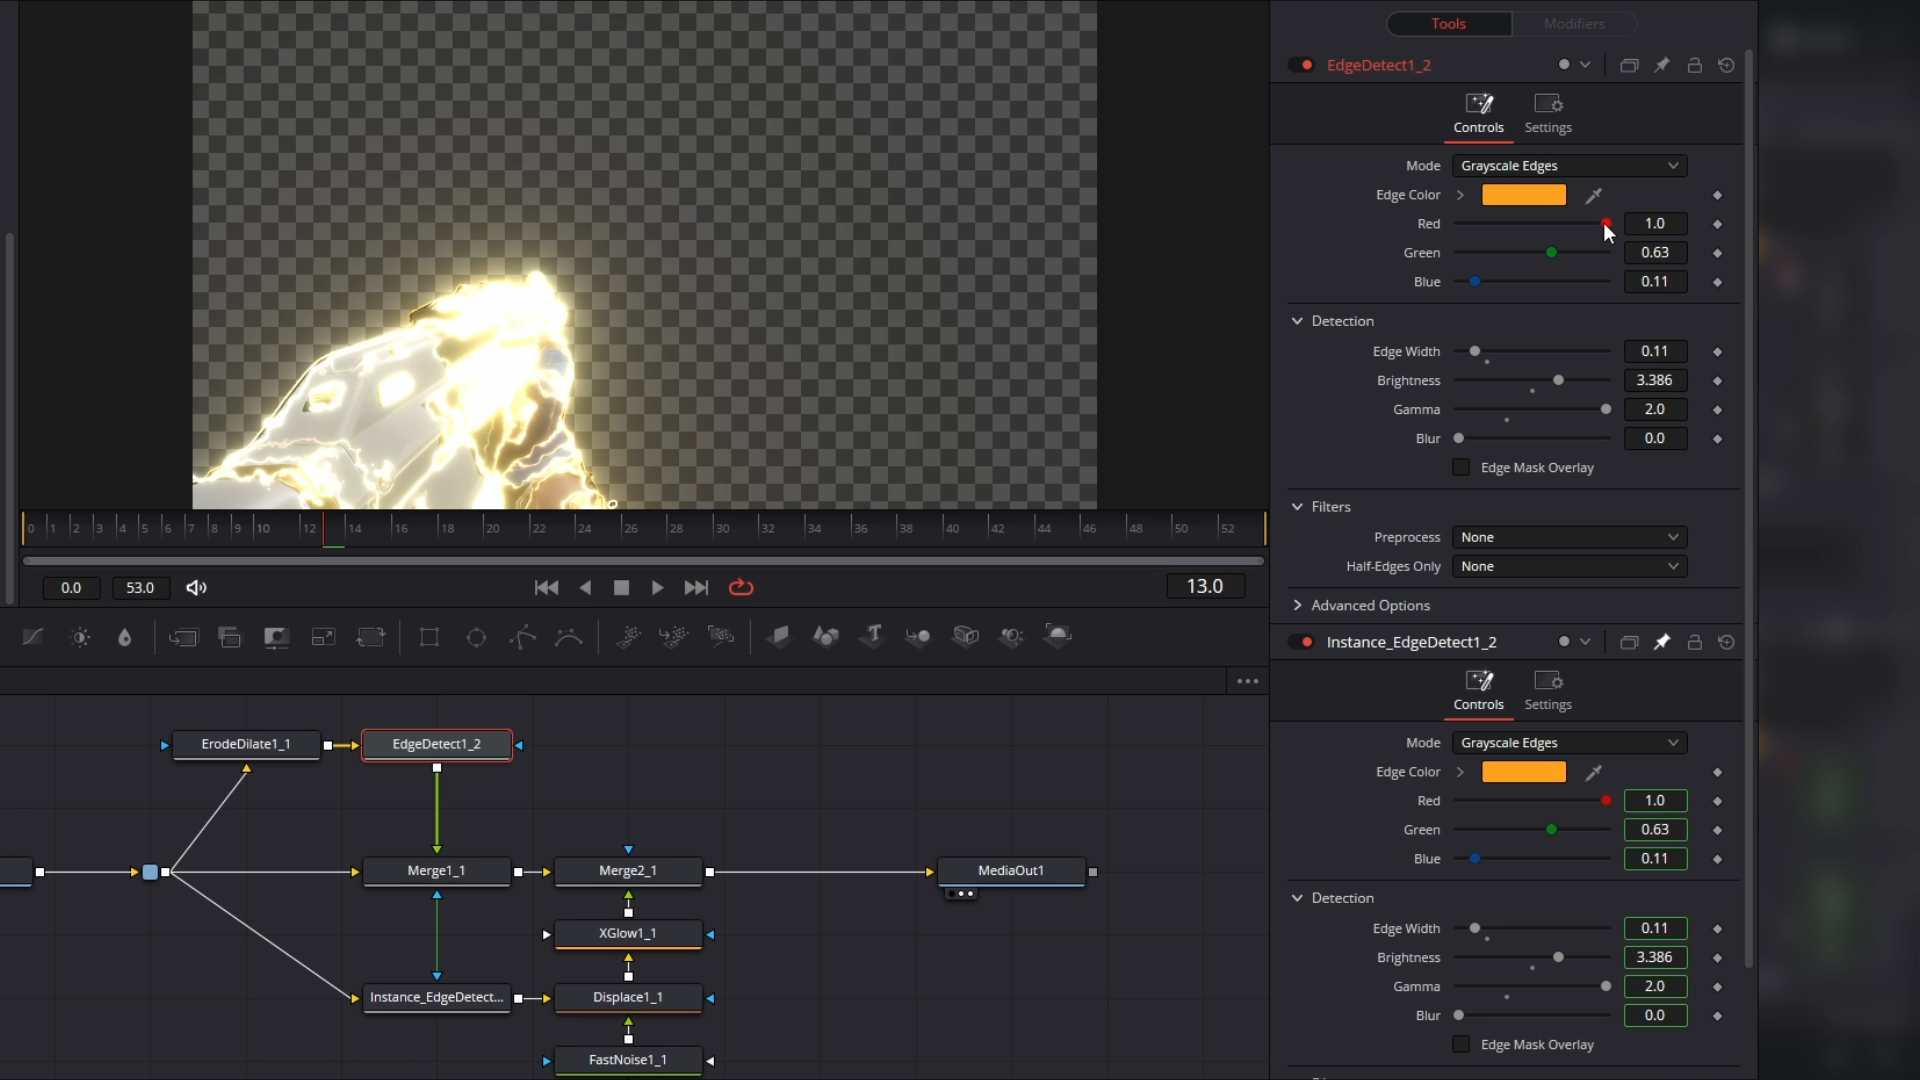 Tools Modifiers
EdgeDetect1_2
Controls Settings
Mode Grayscale Edges
Edge Color
Red 1.0
Green 0.63
Blue 0.11
Detection
Edge Width 0.11
Brightness 3.386
Gamma 2.0
Blur 0.0
Edge Mask Overlay
Filters
Preprocess None
Half-Edges Only None
Advanced Options
Instance_EdgeDetect1_2
Controls Settings
Mode Grayscale Edges
Edge Color
Red 1.0
Green 0.63
Blue 0.11
Detection
Edge Width 0.11
Brightness 3.386
Gamma 2.0
Blur 0.0
Edge Mask Overlay
0 1 2 3 4 5 6 7 8 9 10 12 14 16 18 20 22 24 26 28 30 32 34 36 38 40 42 44 46 48 50 52
0.0 53.0 13.0
ErodeDilate1_1 EdgeDetect1_2
Merge1_1 Merge2_1 MediaOut1
XGlow1_1
Instance_EdgeDetect... Displace1_1
FastNoise1_1